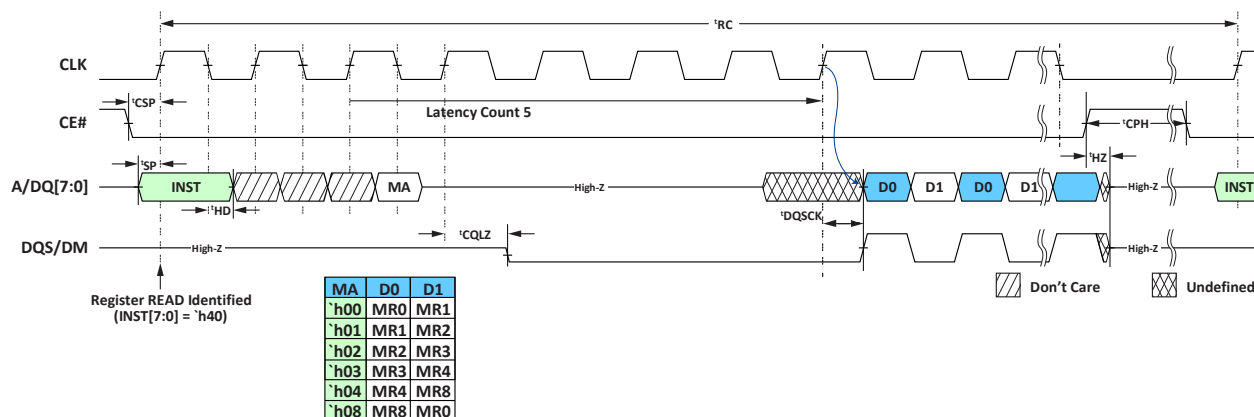 tRC
CLK
tCSP
Latency Count 5
CE#
tCPH
tSP
tHZ
A/DQ[7:0]
INST
MA
High-Z
D0
D1
D0
D1
High-Z
INST
tHD
tDQSCK
tCQLZ
DQS/DM
High-Z
High-Z
Register READ Identified
(INST[7:0] = `h40)
Don't Care
Undefined
MA D0 D1
`h00 MR0 MR1
`h01 MR1 MR2
`h02 MR2 MR3
`h03 MR3 MR4
`h04 MR4 MR8
`h08 MR8 MR0